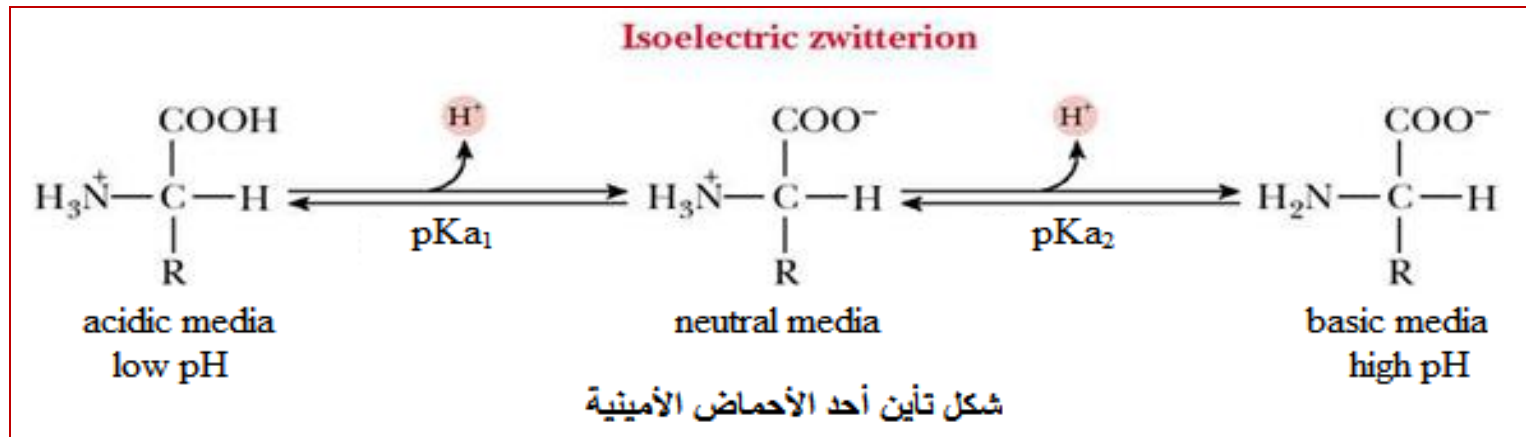 Isoelectric zwitterion
COOH H⁺ COO⁻ H⁺ COO⁻
H₃N⁺—C—H H₃N⁺—C—H H₂N—C—H
pKa₁ pKa₂
R R R
acidic media neutral media basic media
low pH high pH
شكل تأين أحد الأحماض الأمينية